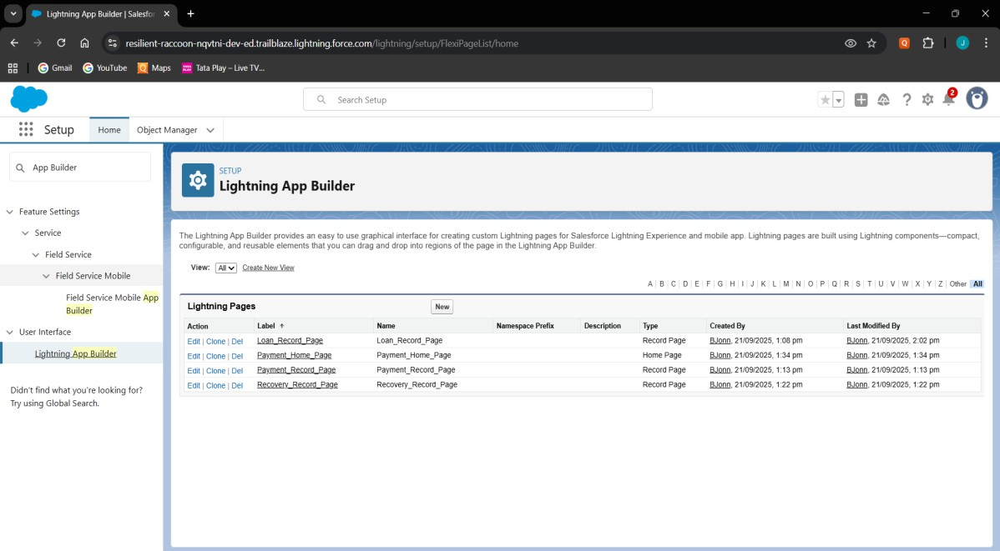 Lightning App Builder | Salesfor
resilient-raccoon-nqvtni-dev-ed.trailblaze.lightning.force.com/lightning/setup/FlexiPageList/home
Q
J
Gmail
YouTube
Maps
Tata Play – Live TV...
Search Setup
2
Setup
Home
Object Manager
App Builder
Feature Settings
Service
Field Service
Field Service Mobile
Field Service Mobile App
Builder
User Interface
Lightning App Builder
Didn't find what you're looking for?
Try using Global Search.
SETUP
Lightning App Builder
The Lightning App Builder provides an easy to use graphical interface for creating custom Lightning pages for Salesforce Lightning Experience and mobile app. Lightning pages are built using Lightning components—compact,
configurable, and reusable elements that you can drag and drop into regions of the page in the Lightning App Builder.
View: All Create New View
A | B | C | D | E | F | G | H | I | J | K | L | M | N | O | P | Q | R | S | T | U | V | W | X | Y | Z | Other All
Lightning Pages New
Action Label ↑ Name Namespace Prefix Description Type Created By Last Modified By
Edit | Clone | Del Loan_Record_Page Loan_Record_Page Record Page BJonn, 21/09/2025, 1:08 pm BJonn, 21/09/2025, 2:02 pm
Edit | Clone | Del Payment_Home_Page Payment_Home_Page Home Page BJonn, 21/09/2025, 1:34 pm BJonn, 21/09/2025, 1:34 pm
Edit | Clone | Del Payment_Record_Page Payment_Record_Page Record Page BJonn, 21/09/2025, 1:13 pm BJonn, 21/09/2025, 1:13 pm
Edit | Clone | Del Recovery_Record_Page Recovery_Record_Page Record Page BJonn, 21/09/2025, 1:22 pm BJonn, 21/09/2025, 1:22 pm